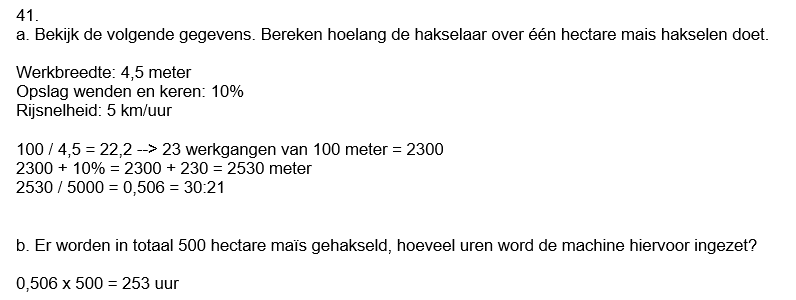 41.
a. Bekijk de volgende gegevens. Bereken hoelang de hakselaar over één hectare mais hakselen doet.
Werkbreedte: 4,5 meter
Opslag wenden en keren: 10%
Rijsnelheid: 5 km/uur
100 / 4,5 = 22,2 --> 23 werkgangen van 100 meter = 2300
2300 + 10% = 2300 + 230 = 2530 meter
2530 / 5000 = 0,506 = 30:21
b. Er worden in totaal 500 hectare maïs gehakseld, hoeveel uren word de machine hiervoor ingezet?
0,506 x 500 = 253 uur